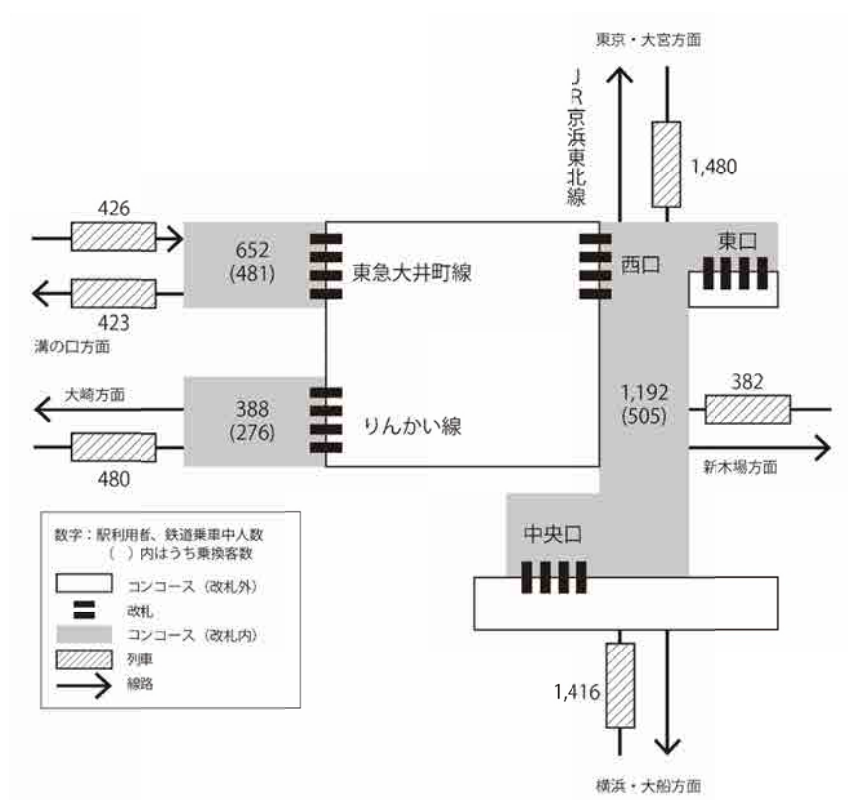 東京・大宮方面
JR京浜東北線
1,480
426
652
(481)
東急大井町線
西口
東口
423
溝の口方面
大崎方面
388
(276)
りんかい線
1,192
(505)
382
480
新木場方面
数字：駅利用者、鉄道乗車中人数
（　）内はうち乗換客数
コンコース（改札外）
改札
コンコース（改札内）
列車
線路
中央口
1,416
横浜・大船方面